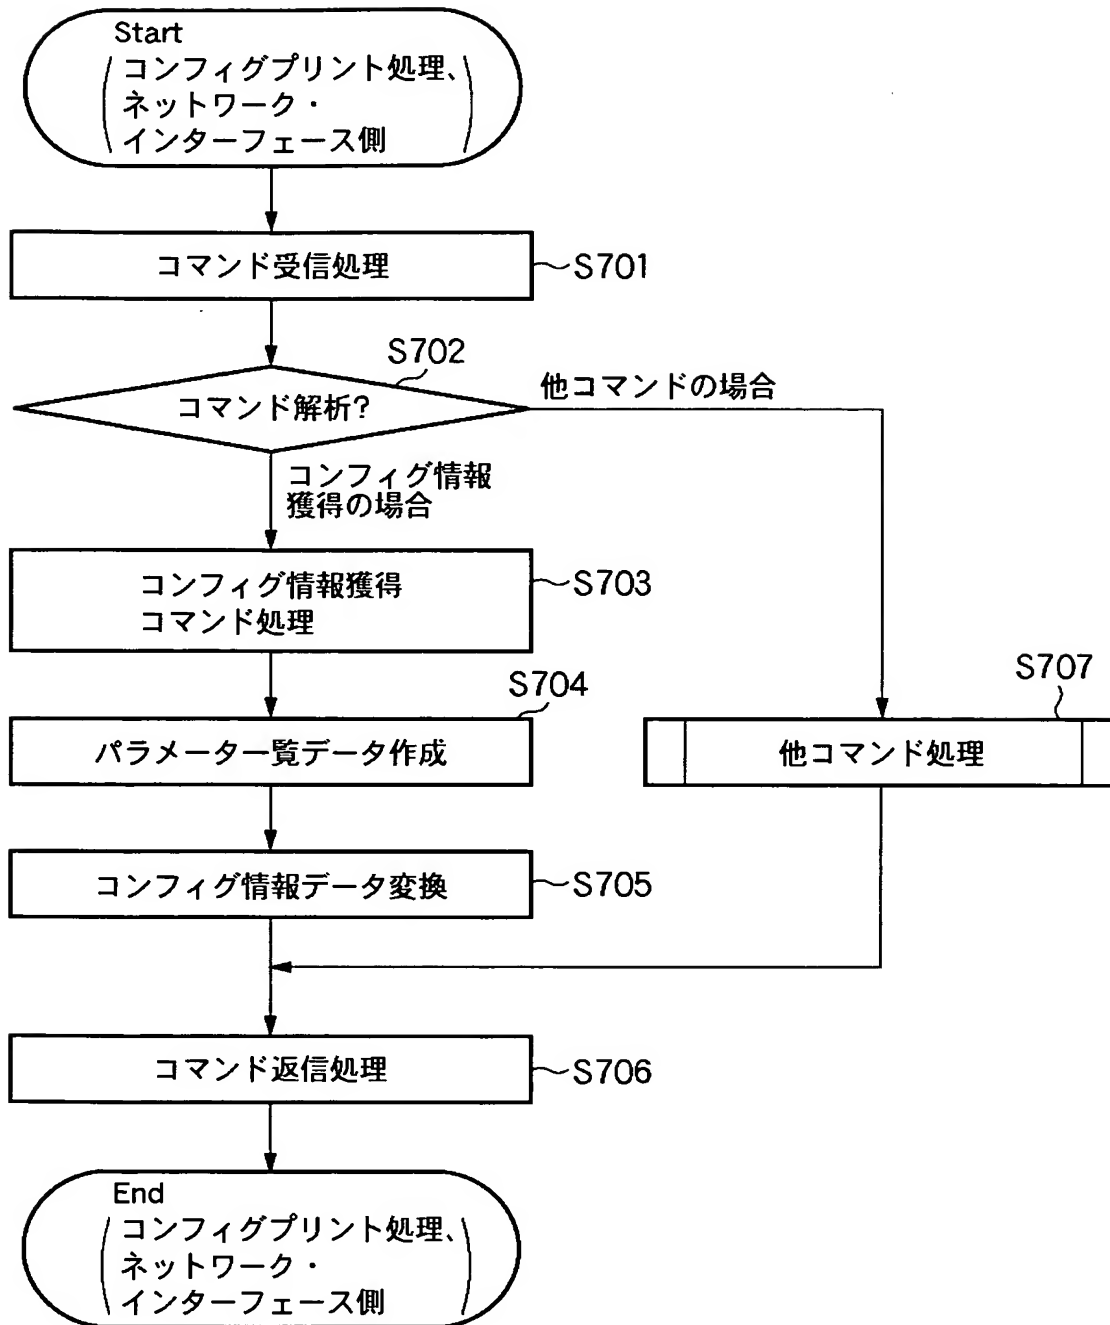 Start
コンフィグプリント処理、
ネットワーク・
インターフェース側
コマンド受信処理
S701
S702
コマンド解析?
他コマンドの場合
コンフィグ情報
獲得の場合
コンフィグ情報獲得
コマンド処理
S703
S704
パラメータ一覧データ作成
S707
他コマンド処理
コンフィグ情報データ変換
S705
コマンド返信処理
S706
End
コンフィグプリント処理、
ネットワーク・
インターフェース側